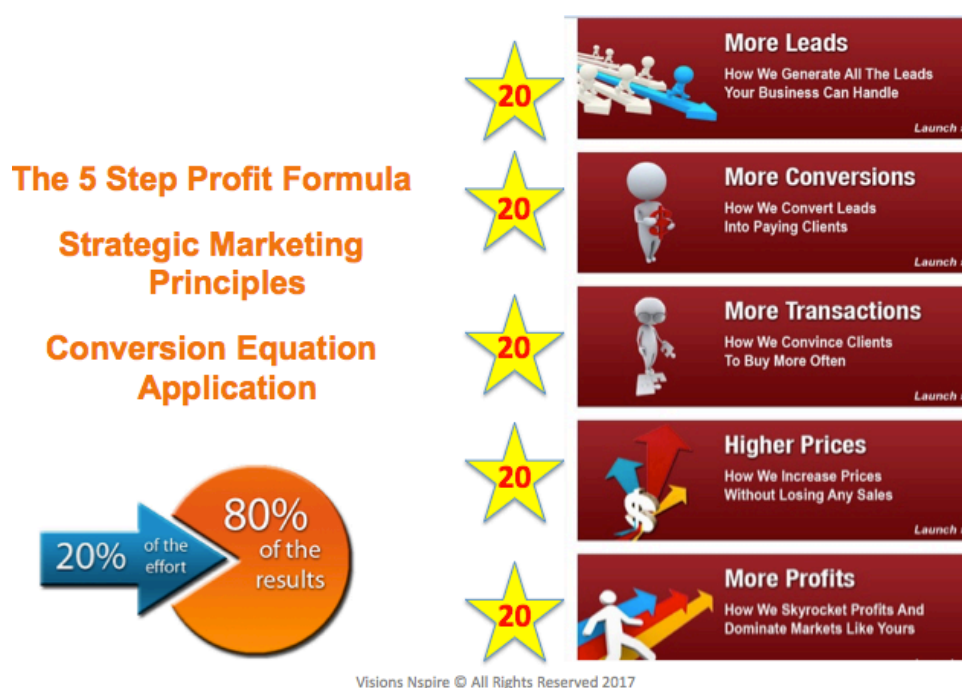 The 5 Step Profit Formula
Strategic Marketing
Principles
Conversion Equation
Application
20%
of the
effort
80%
of the
results
20
More Leads
How We Generate All The Leads
Your Business Can Handle
Launch
20
More Conversions
How We Convert Leads
Into Paying Clients
Launch
20
More Transactions
How We Convince Clients
To Buy More Often
Launch
20
Higher Prices
How We Increase Prices
Without Losing Any Sales
Launch
20
More Profits
How We Skyrocket Profits And
Dominate Markets Like Yours
Visions Nspire © All Rights Reserved 2017